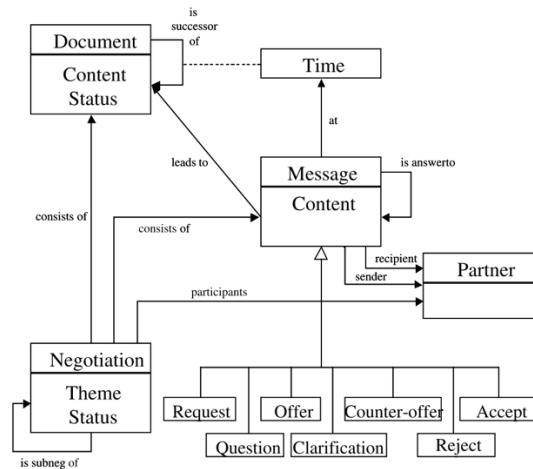 is
successor
of
Document
Content
Status
Time
at
leads to
Message
Content
is answerto
consists of
consists of
recipient
sender
Partner
participants
Negotiation
Theme
Status
is subneg of
Request
Offer
Counter-offer
Accept
Question
Clarification
Reject